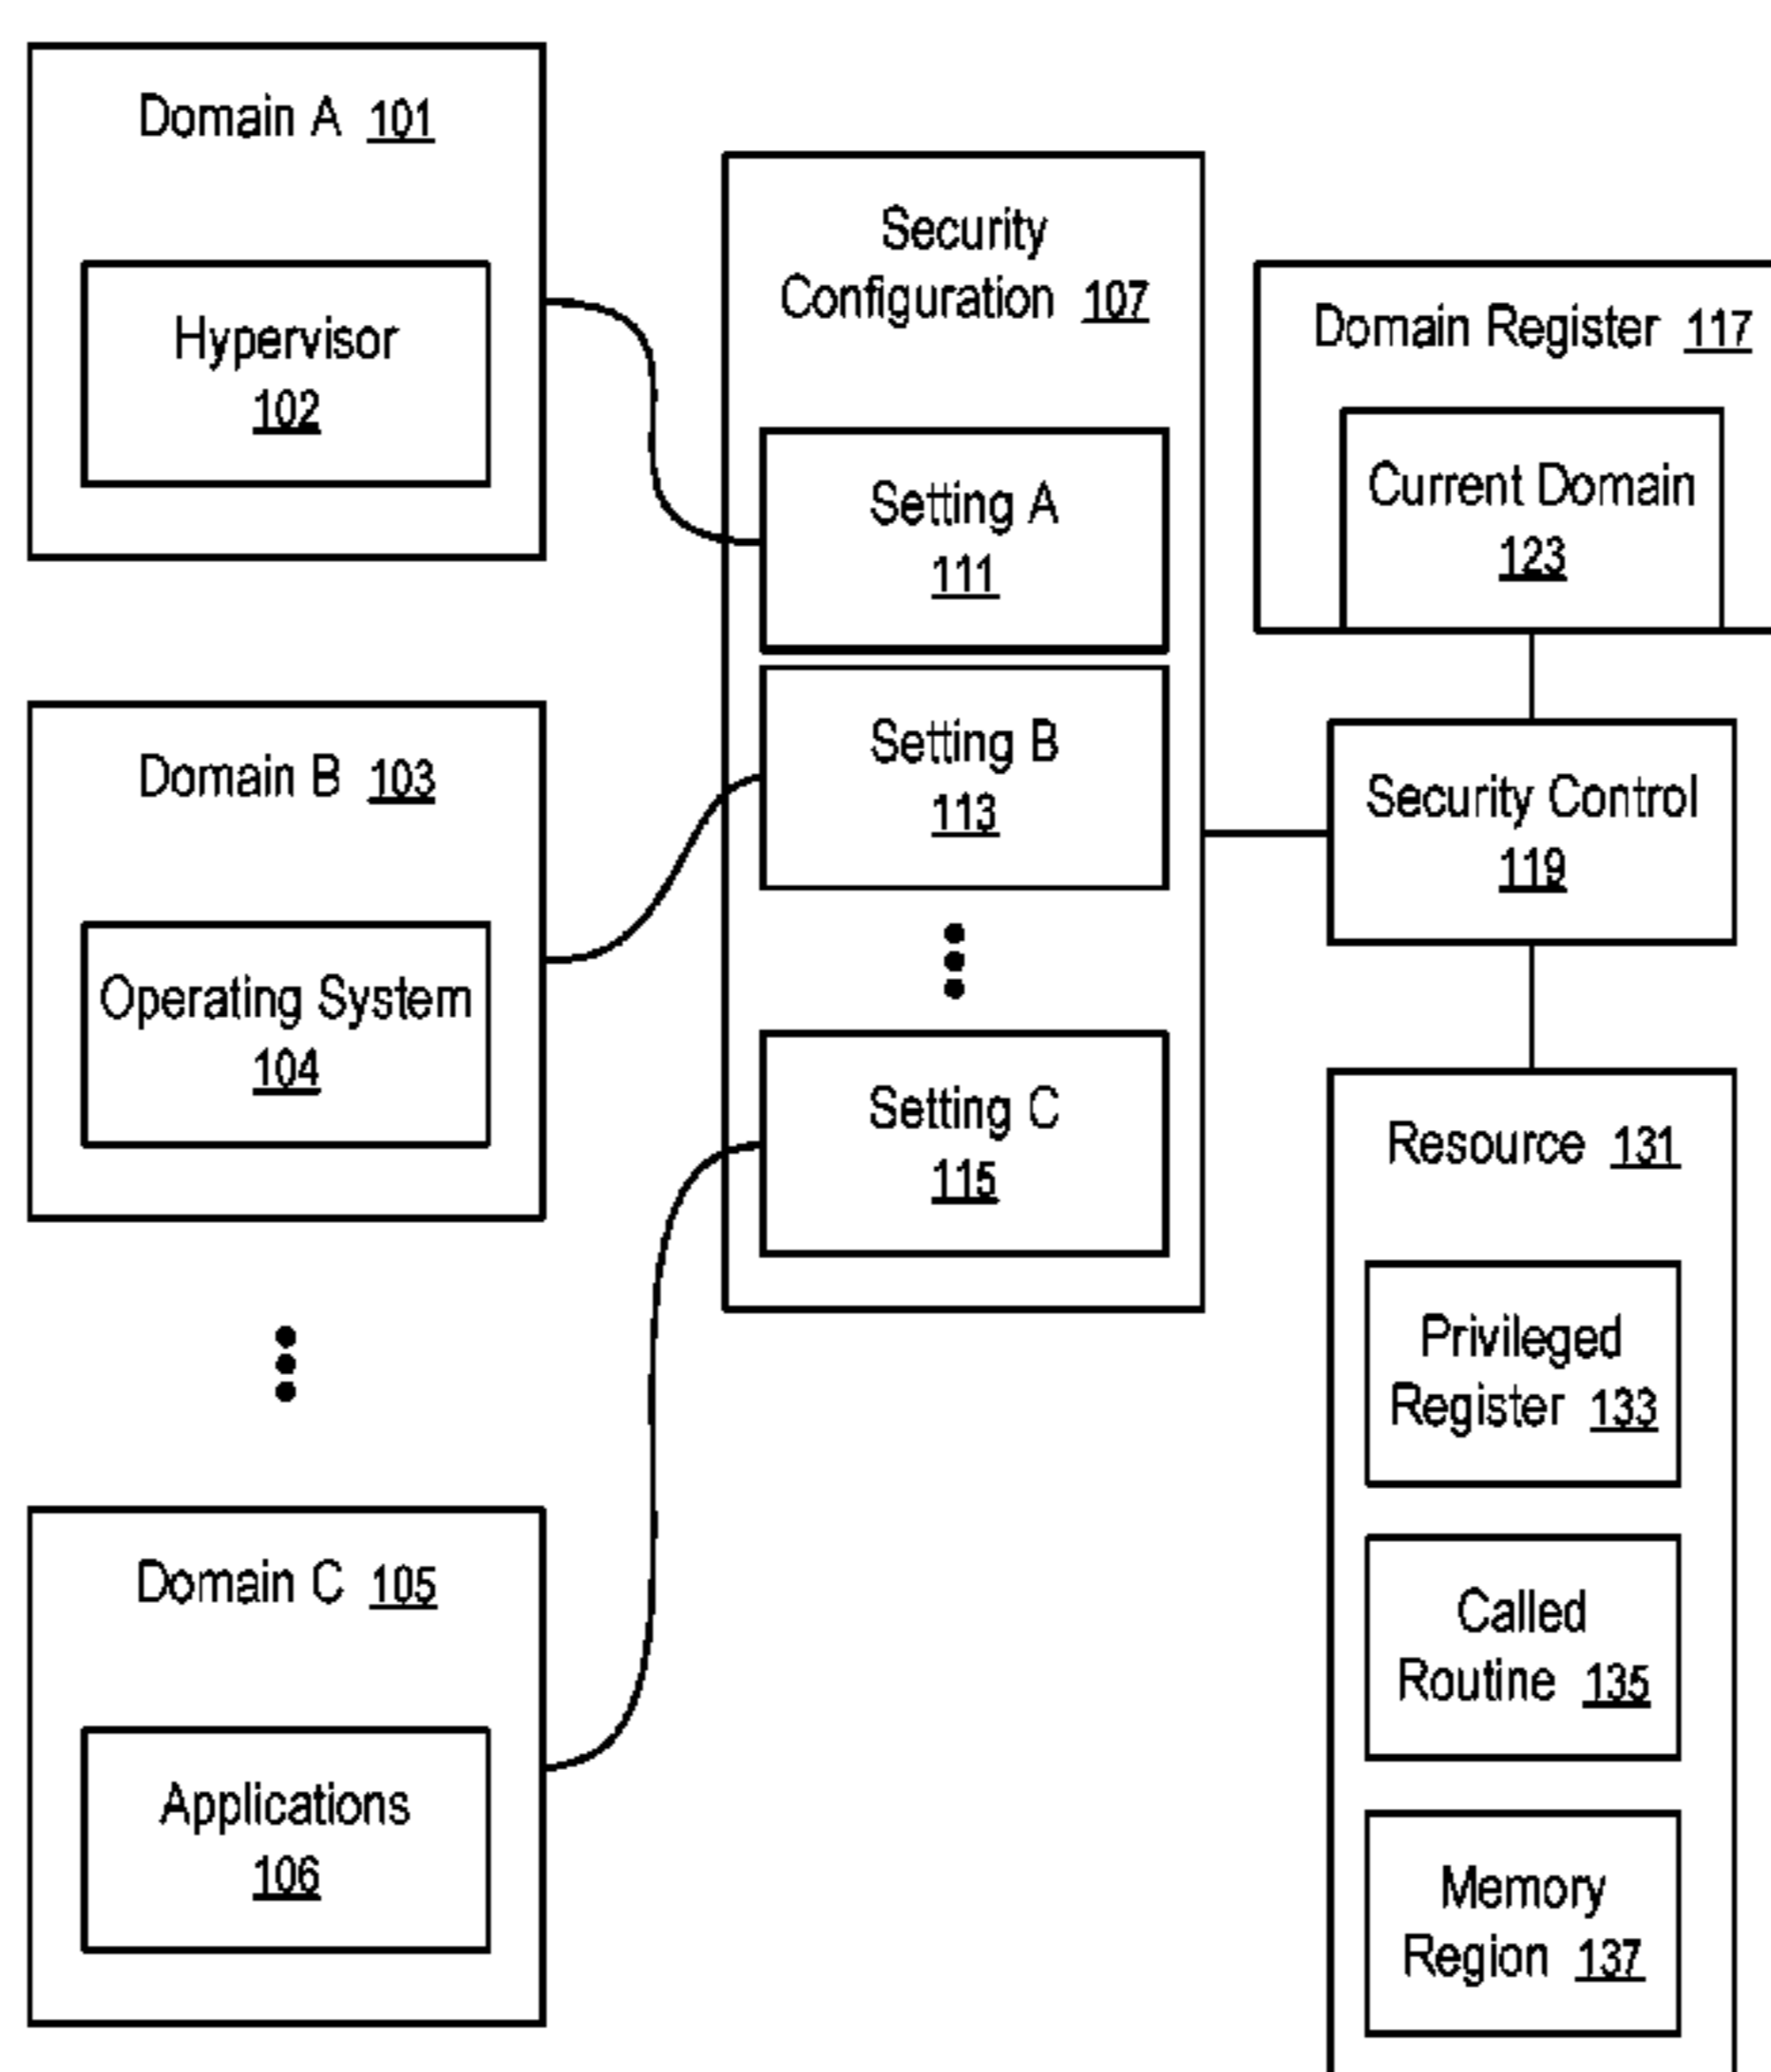 Domain A 101
Hypervisor
102
Domain B 103
Operating System
104
Domain C 105
Applications
106
Security
Configuration 107
Setting A
111
Setting B
113
Setting C
115
Domain Register 117
Current Domain
123
Security Control
119
Resource 131
Privileged
Register 133
Called
Routine 135
Memory
Region 137